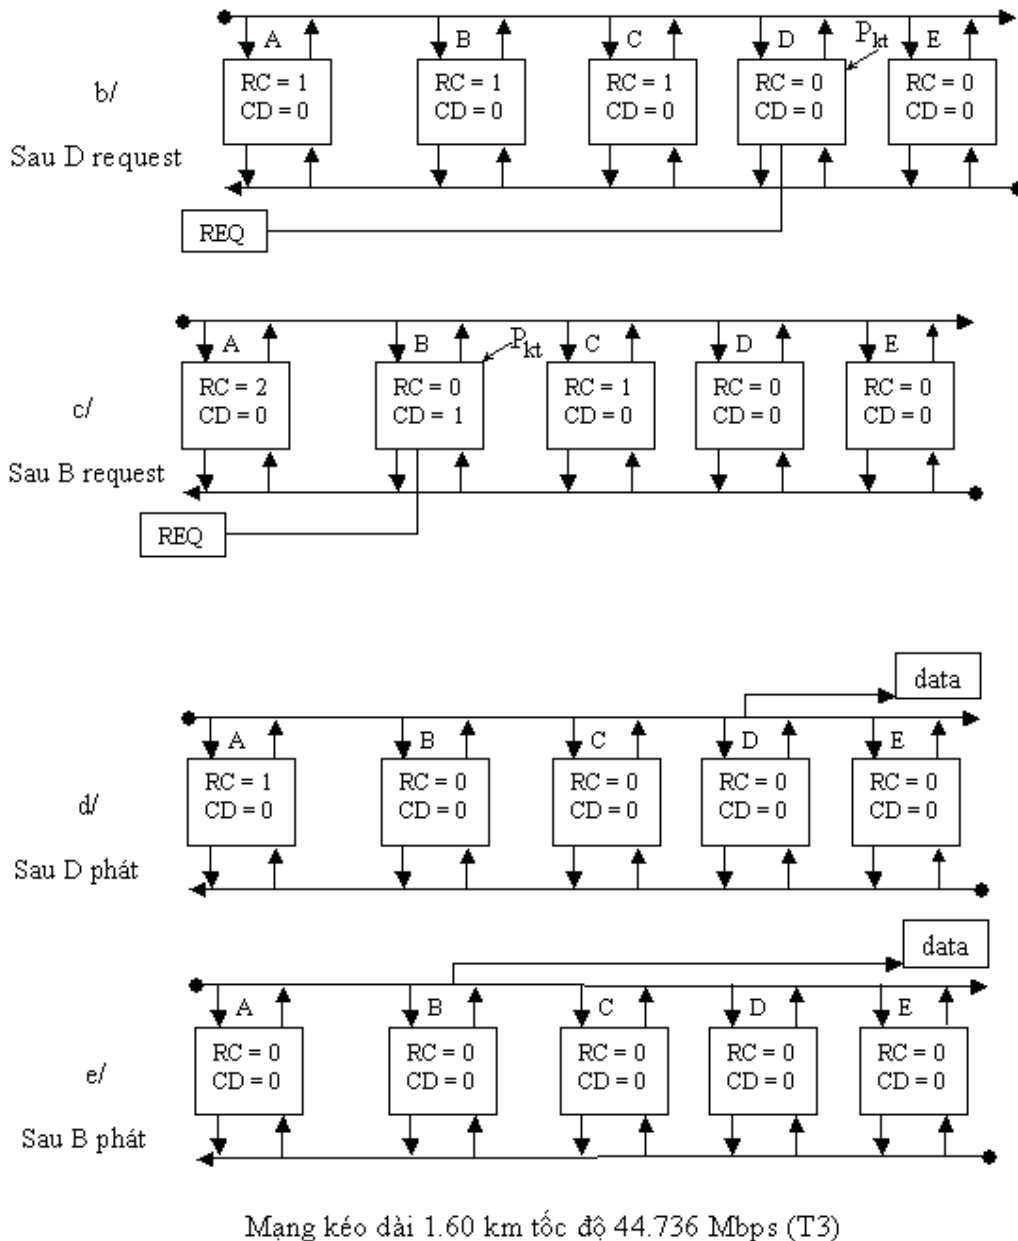 A B C D P_kt E
b/
RC = 1 RC = 1 RC = 1 RC = 0 RC = 0
CD = 0 CD = 0 CD = 0 CD = 0 CD = 0
Sau D request
REQ
A B P_kt C D E
c/
RC = 2 RC = 0 RC = 1 RC = 0 RC = 0
CD = 0 CD = 1 CD = 0 CD = 0 CD = 0
Sau B request
REQ
data
A B C D E
d/
RC = 1 RC = 0 RC = 0 RC = 0 RC = 0
CD = 0 CD = 0 CD = 0 CD = 0 CD = 0
Sau D phát
data
A B C D E
e/
RC = 0 RC = 0 RC = 0 RC = 0 RC = 0
CD = 0 CD = 0 CD = 0 CD = 0 CD = 0
Sau B phát
Mạng kéo dài 1.60 km tốc độ 44.736 Mbps (T3)